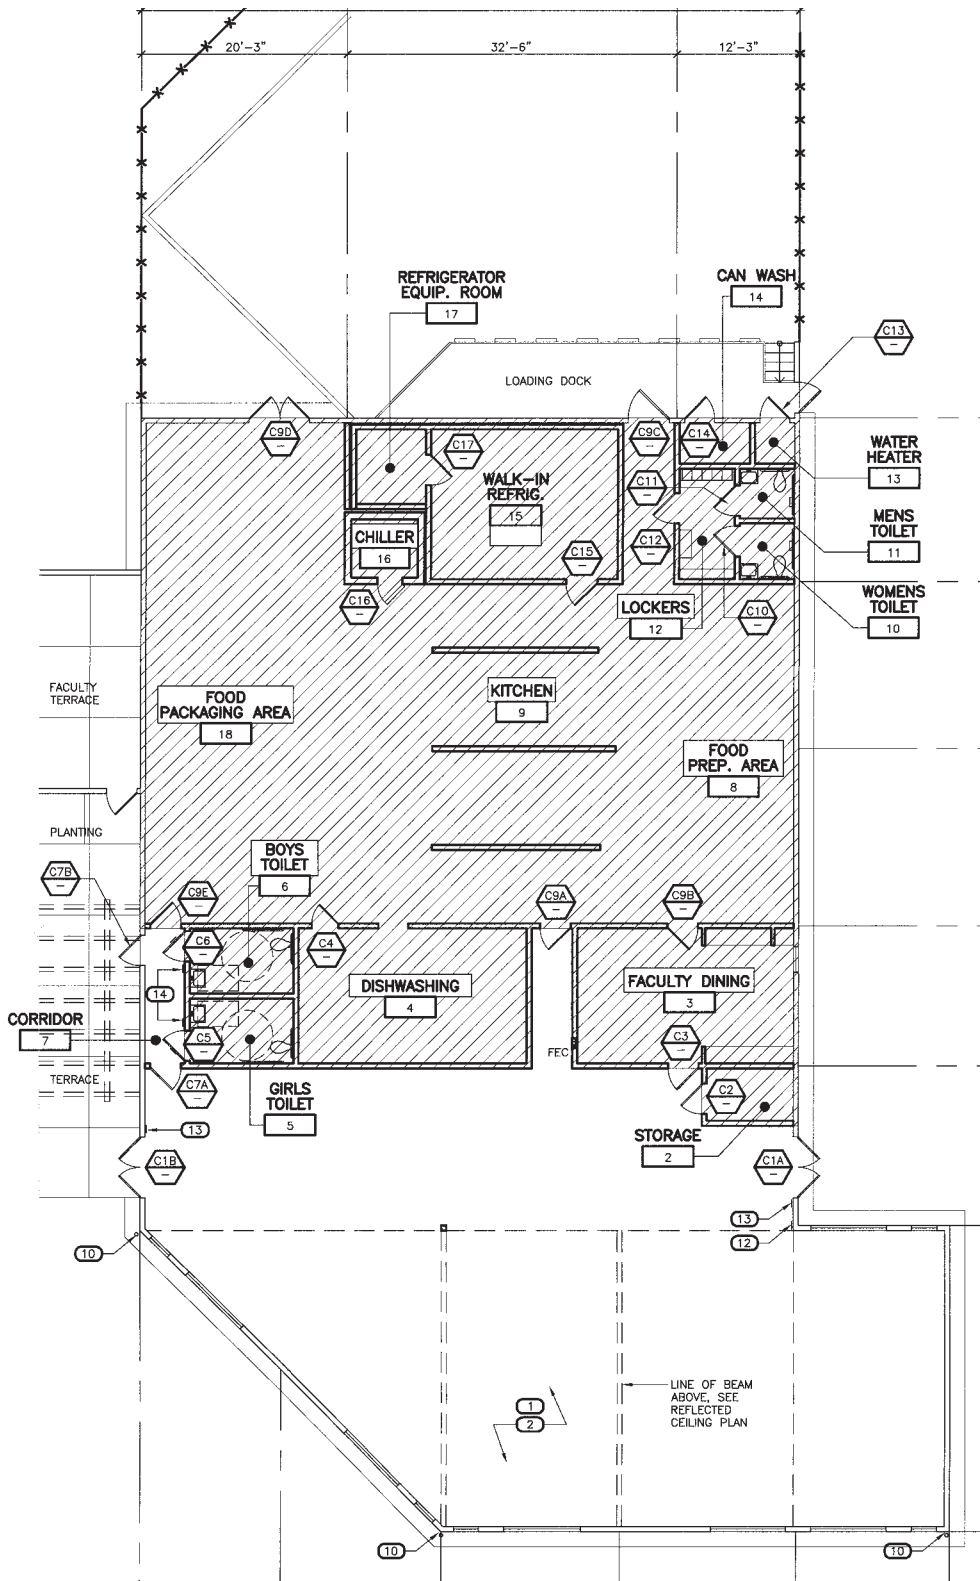 20'-3" 32'-6" 12'-3"
REFRIGERATOR
EQUIP. ROOM
17
CAN WASH
14
C13
–
LOADING DOCK
C9D
–
C17
–
C9C
–
C14
–
WATER
HEATER
13
WALK-IN
REFRIG.
15
C11
–
MENS
TOILET
11
CHILLER
16
C15
–
C12
–
C16
–
LOCKERS
12
C10
–
WOMENS
TOILET
10
FACULTY
TERRACE
FOOD
PACKAGING AREA
18
KITCHEN
9
FOOD
PREP. AREA
8
PLANTING
BOYS
TOILET
6
C7B
–
C9E
–
C9A
–
C9B
–
C6
–
C4
–
DISHWASHING
4
FACULTY DINING
3
14
CORRIDOR
7
C5
–
FEC
C3
–
TERRACE
C7A
–
GIRLS
TOILET
5
C2
–
13
STORAGE
2
C1B
–
C1A
–
13
12
10
LINE OF BEAM
ABOVE, SEE
REFLECTED
CEILING PLAN
1
2
10
10